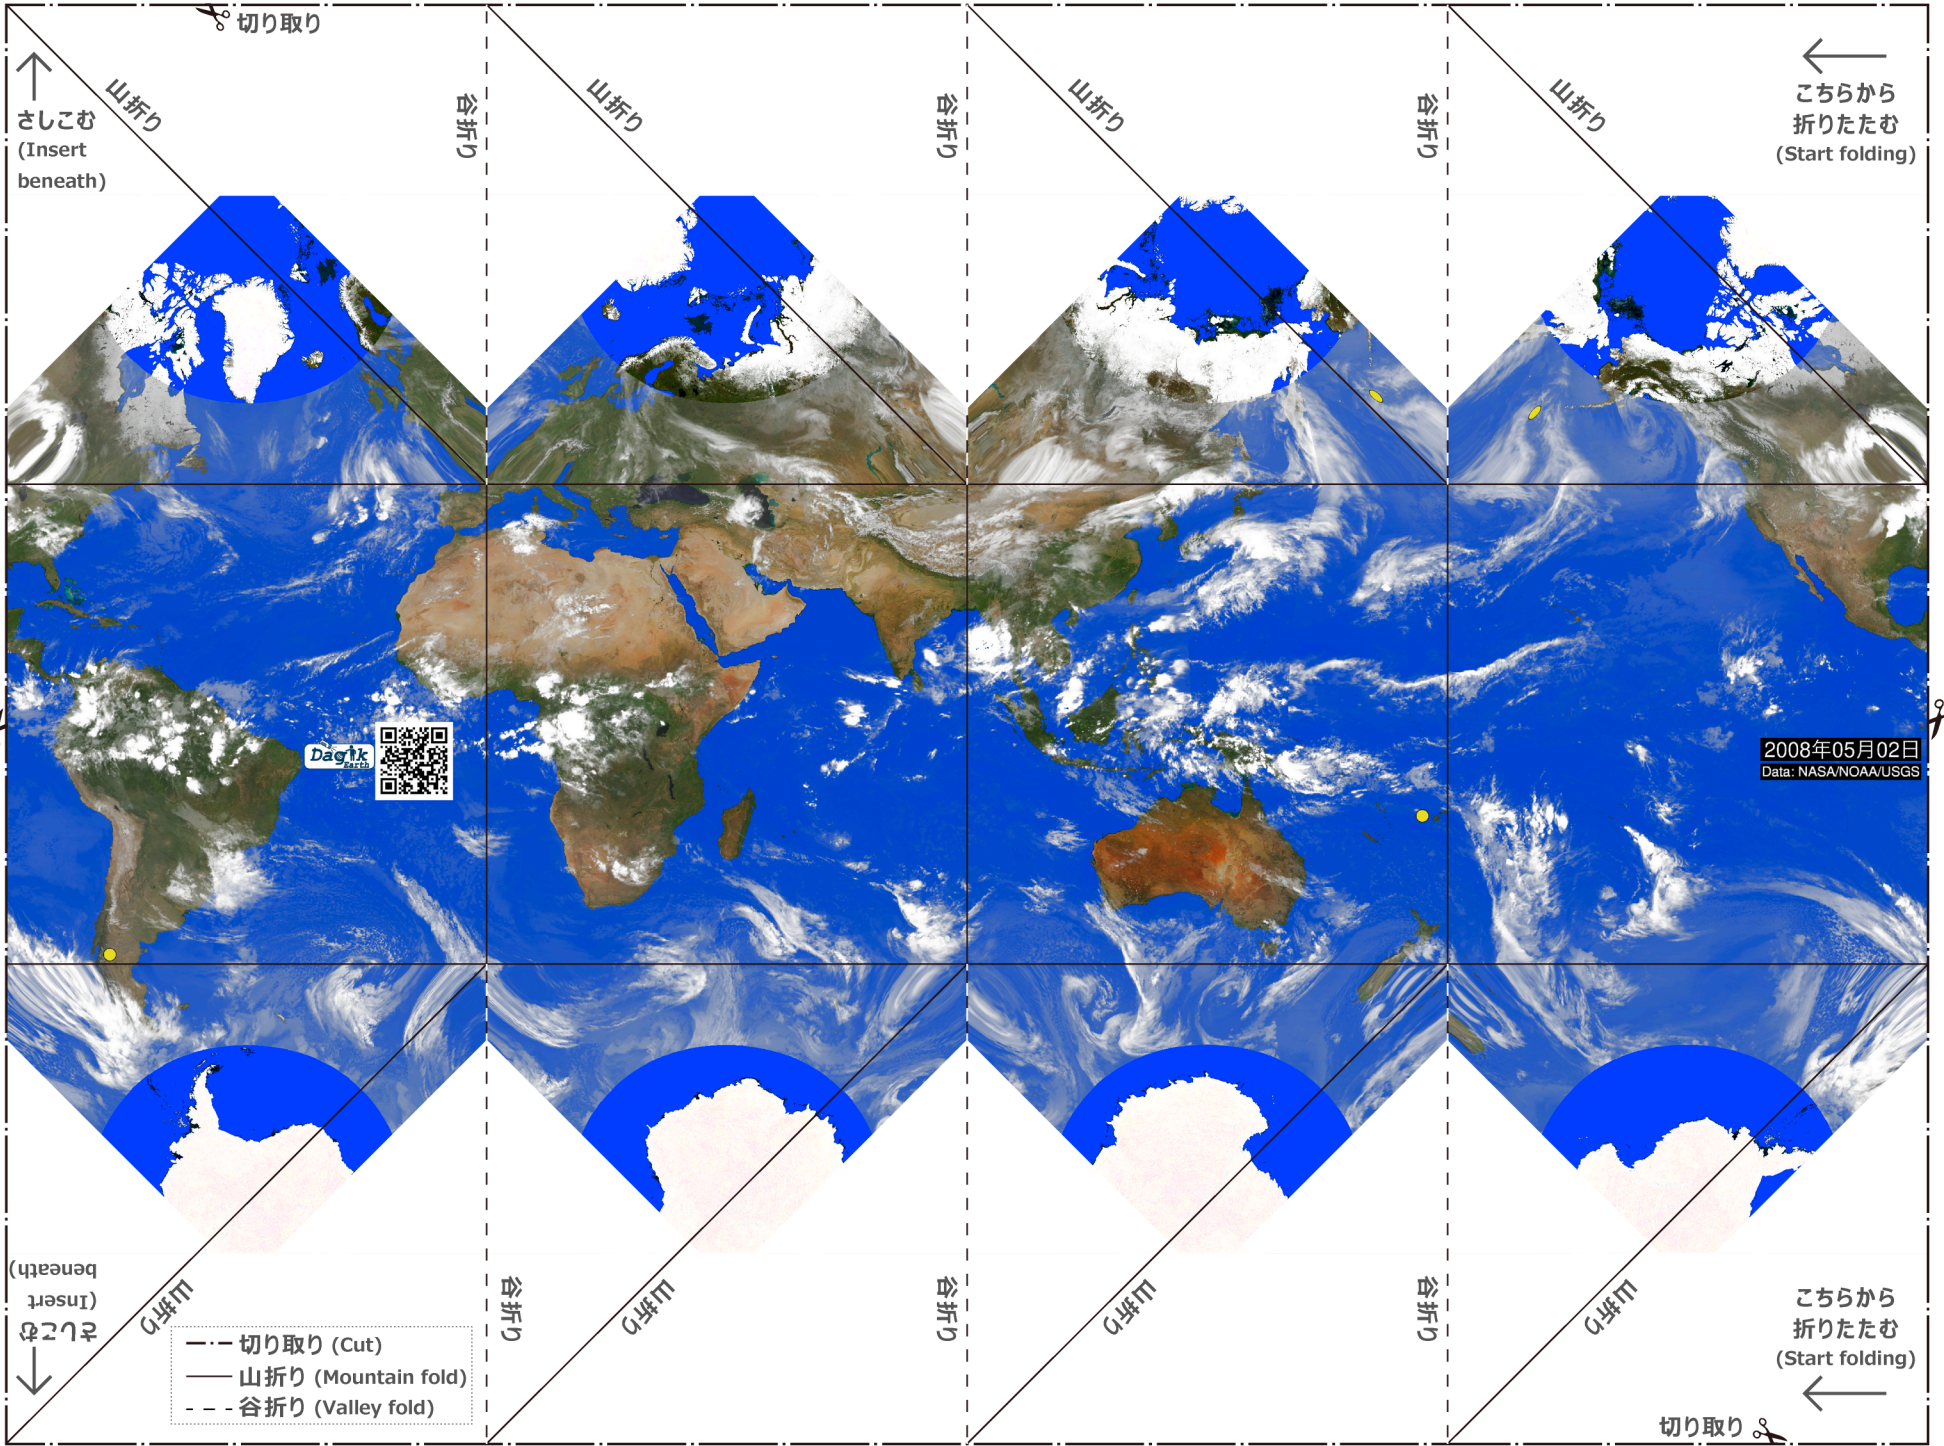 切り取り
山折り
谷折り
山折り
谷折り
山折り
谷折り
山折り
さしこむ
(Insert
beneath)
こちらから
折りたたむ
(Start folding)
Dagik
Earth
2008年05月02日
Data: NASA/NOAA/USGS
さしこむ
(Insert
beneath)
山折り
谷折り
山折り
谷折り
山折り
谷折り
山折り
こちらから
折りたたむ
(Start folding)
切り取り (Cut)
山折り (Mountain fold)
谷折り (Valley fold)
切り取り